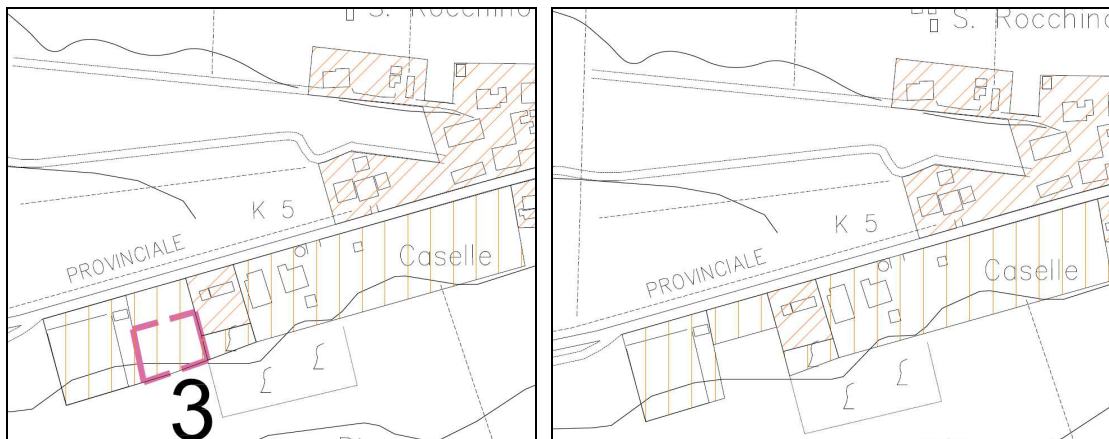 S. Rocchino
K 5
PROVINCIALE
Caselle
3
S. Rocchino
K 5
PROVINCIALE
Caselle